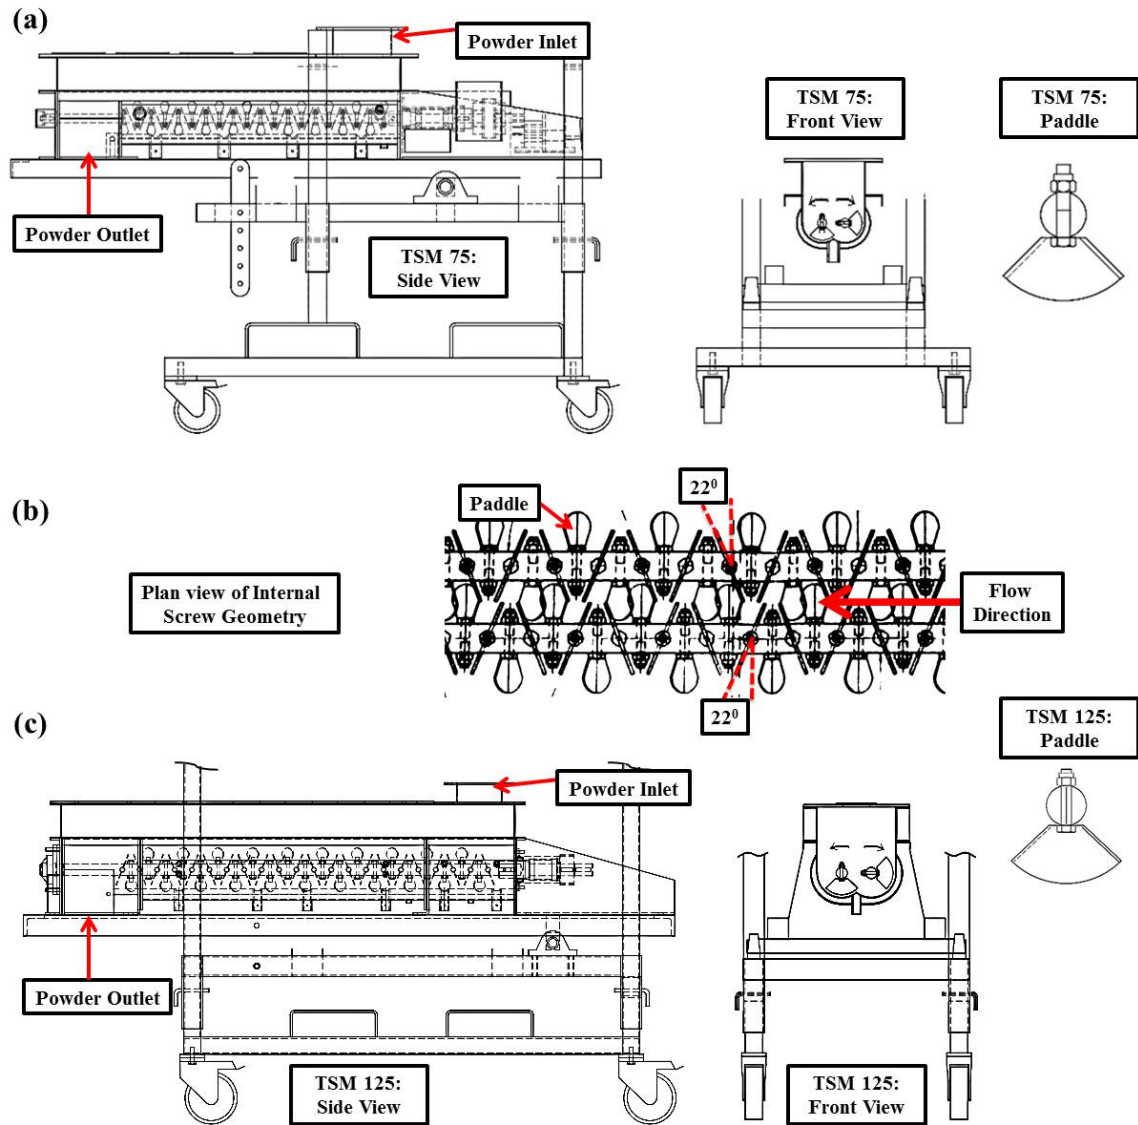 (a)
Powder Inlet
TSM 75:
Front View
TSM 75:
Paddle
Powder Outlet
TSM 75:
Side View
(b)
Paddle
22⁰
Plan view of Internal
Screw Geometry
Flow
Direction
22⁰
(c)
TSM 125:
Paddle
Powder Inlet
Powder Outlet
TSM 125:
Side View
TSM 125:
Front View